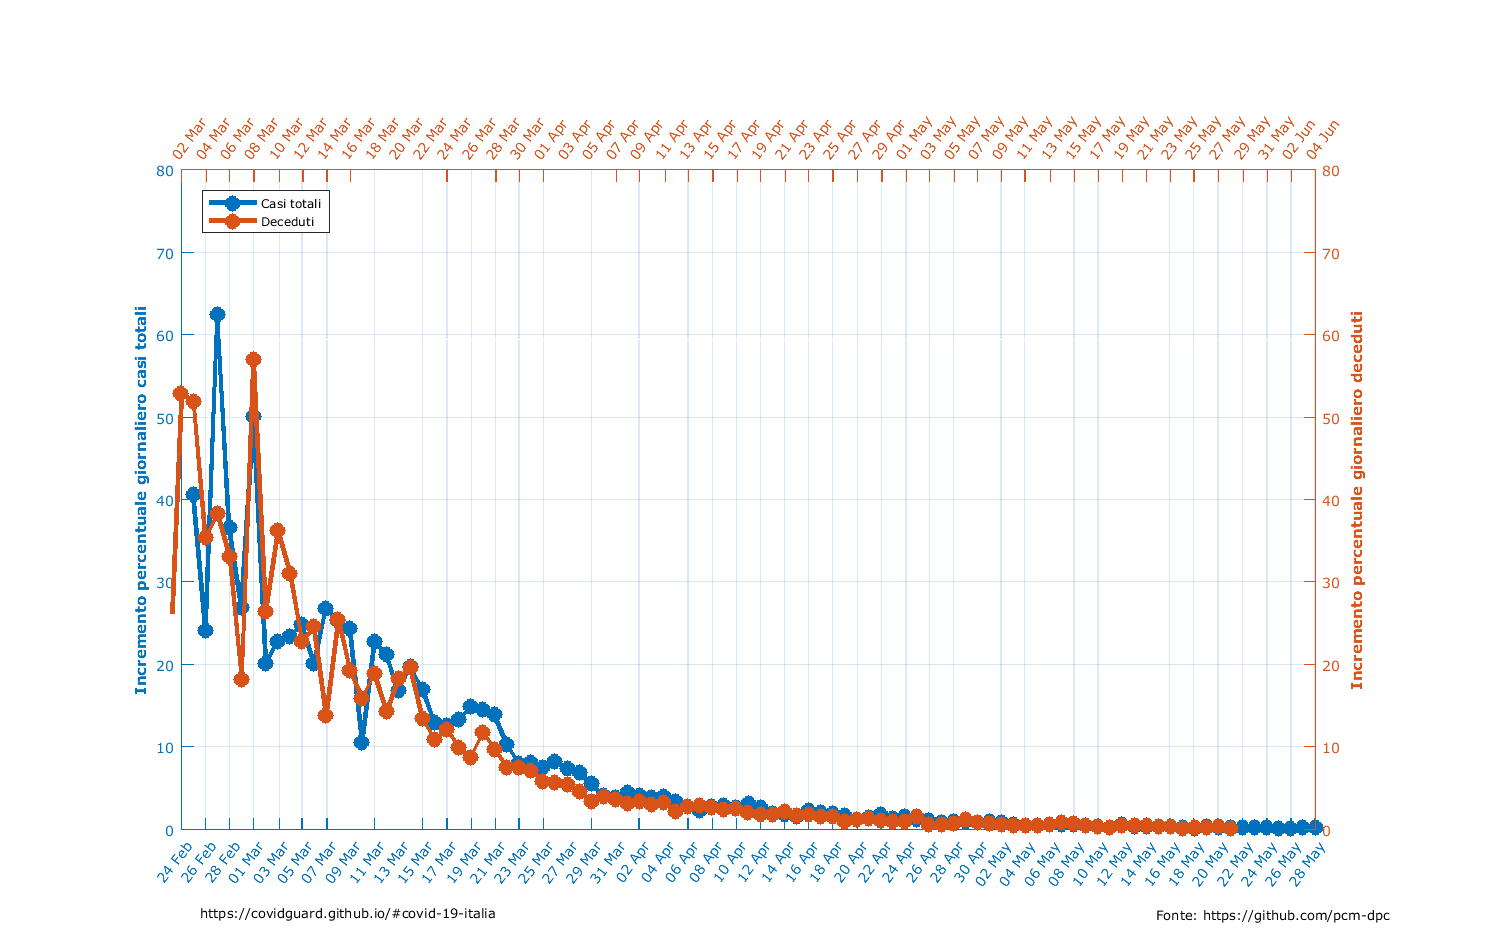 02 Mar
04 Mar
06 Mar
08 Mar
10 Mar
12 Mar
14 Mar
16 Mar
18 Mar
20 Mar
22 Mar
24 Mar
26 Mar
28 Mar
30 Mar
01 Apr
03 Apr
05 Apr
07 Apr
09 Apr
11 Apr
13 Apr
15 Apr
17 Apr
19 Apr
21 Apr
23 Apr
25 Apr
27 Apr
29 Apr
01 May
03 May
05 May
07 May
09 May
11 May
13 May
15 May
17 May
19 May
21 May
23 May
25 May
27 May
29 May
31 May
02 Jun
04 Jun
Casi totali
Deceduti
Incremento percentuale giornaliero casi totali
80
70
60
50
40
30
20
10
0
80
70
60
50
40
30
20
10
0
Incremento percentuale giornaliero deceduti
24 Feb
26 Feb
28 Feb
01 Mar
03 Mar
05 Mar
07 Mar
09 Mar
11 Mar
13 Mar
15 Mar
17 Mar
19 Mar
21 Mar
23 Mar
25 Mar
27 Mar
29 Mar
31 Mar
02 Apr
04 Apr
06 Apr
08 Apr
10 Apr
12 Apr
14 Apr
16 Apr
18 Apr
20 Apr
22 Apr
24 Apr
26 Apr
28 Apr
30 Apr
02 May
04 May
06 May
08 May
10 May
12 May
14 May
16 May
18 May
20 May
22 May
24 May
26 May
28 May
https://covidguard.github.io/#covid-19-italia
Fonte: https://github.com/pcm-dpc